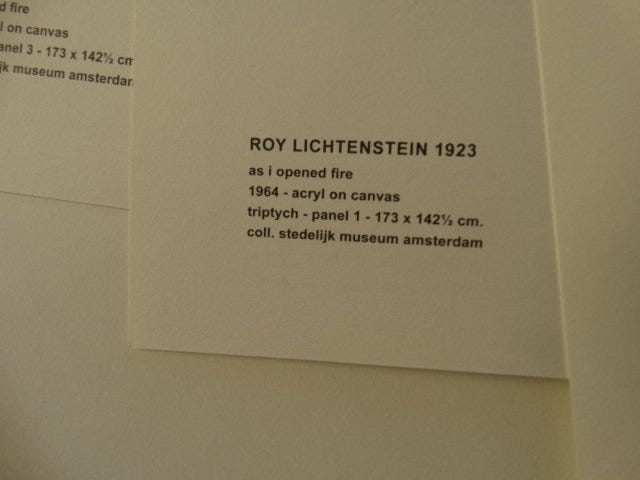 d fire
l on canvas
anel 3 - 173 x 142½ cm
jk museum amsterdam
ROY LICHTENSTEIN 1923
as i opened fire
1964 - acryl on canvas
triptych - panel 1 - 173 x 142½ cm.
coll. stedelijk museum amsterdam